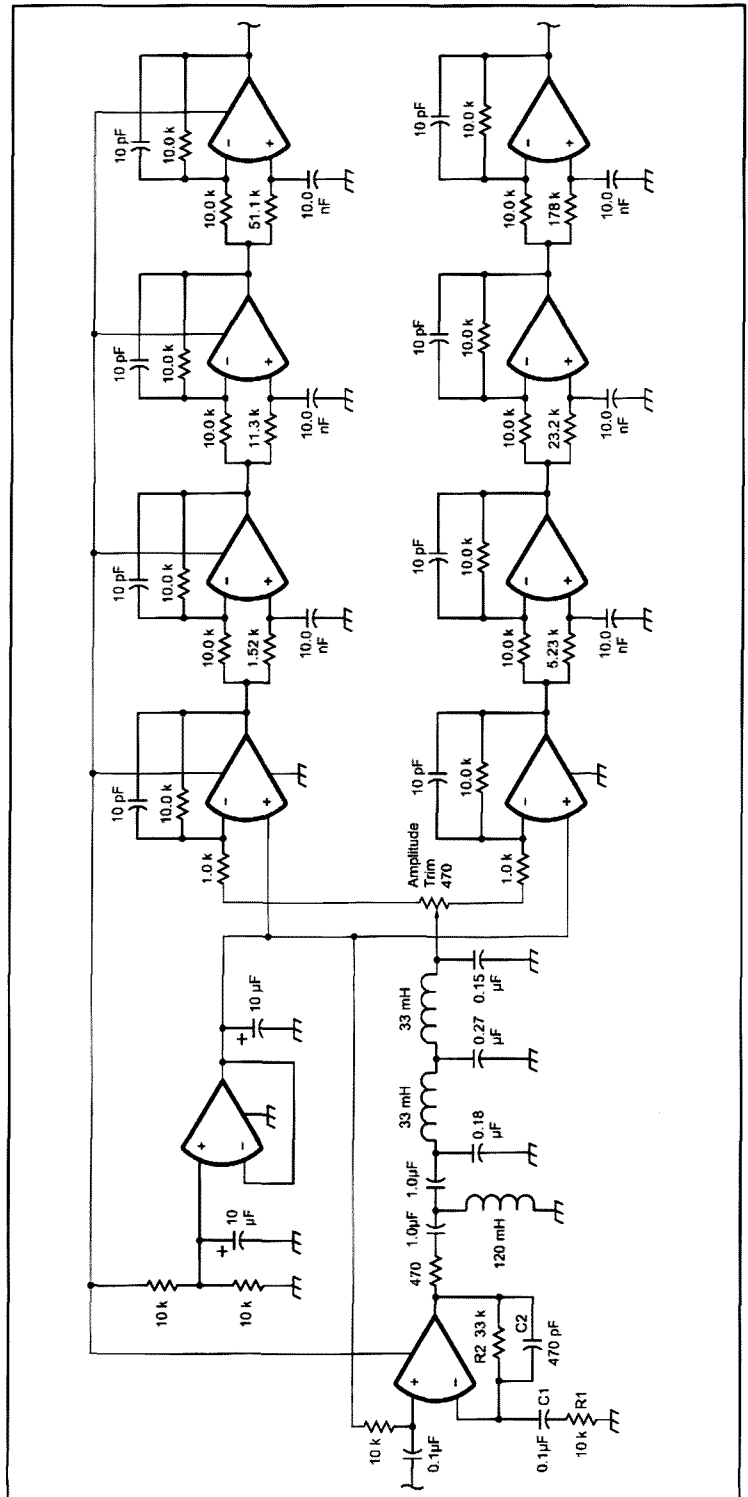 10 pF
10.0 k
10.0 k
51.1 k
10.0
nF
-
+
10 pF
10.0 k
10.0 k
11.3 k
10.0
nF
-
+
10 pF
10.0 k
10.0 k
1.52 k
10.0
nF
-
+
10 pF
10.0 k
1.0 k
-
+
10 pF
10.0 k
10.0 k
178 k
10.0
nF
-
+
10 pF
10.0 k
10.0 k
23.2 k
10.0
nF
-
+
10 pF
10.0 k
10.0 k
5.23 k
10.0
nF
-
+
10 pF
10.0 k
1.0 k
-
+
Amplitude
Trim
470
+
10 µF
+
-
+
10
µF
10 k
10 k
33 mH
0.15
µF
0.27
µF
33 mH
0.18
µF
1.0µF
1.0µF
120 mH
470
+
-
R2 33 k
C2
470 pF
10 k
0.1µF
C1
0.1µF
R1
10 k